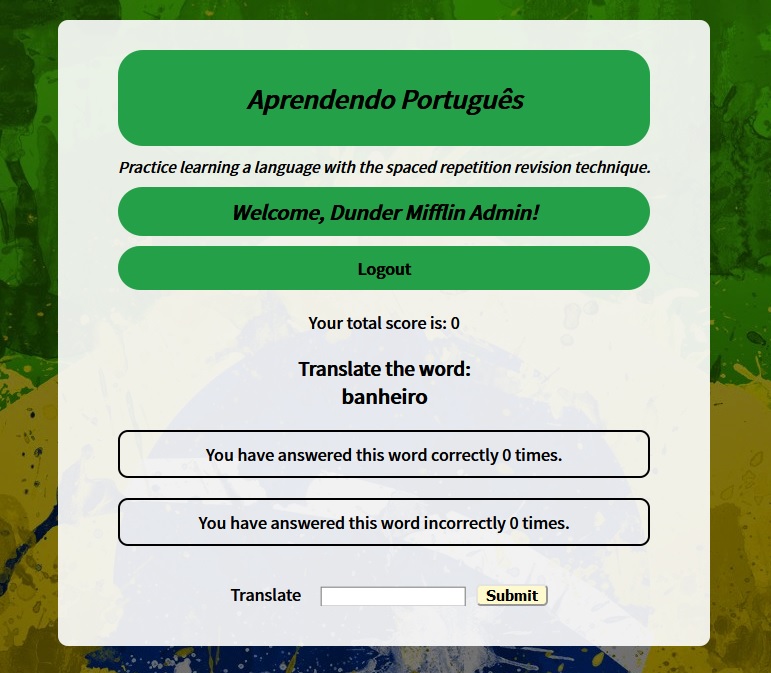 Aprendendo Português
Practice learning a language with the spaced repetition revision technique.
Welcome, Dunder Mifflin Admin!
Logout
Your total score is: 0
Translate the word:
banheiro
You have answered this word correctly 0 times.
You have answered this word incorrectly 0 times.
Translate Submit